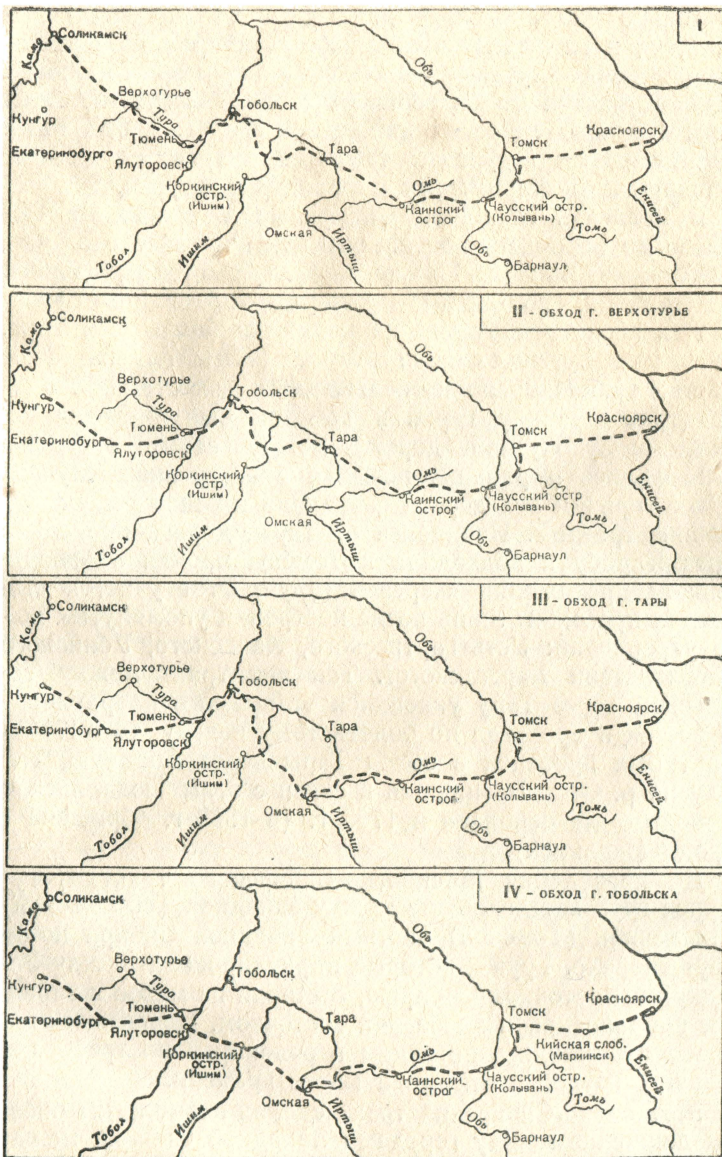 I
Соликамск
Кама
Верхотурье
Кунгур
Тура
Тюмень
Тобольск
Екатеринобург
Ялуторовск
Коркинский
остр.
(Ишим)
Тобол
Ишим
Тара
Омская
Иртыш
Обь
Омь
Каинский
острог
Томск
Чаусский остр.
(Колывань)
Томь
Обь
Барнаул
Красноярск
Енисей
II - ОБХОД Г. ВЕРХОТУРЬЕ
Соликамск
Кама
Верхотурье
Кунгур
Тура
Тюмень
Тобольск
Екатеринобург
Ялуторовск
Коркинский
остр
(Ишим)
Тобол
Ишим
Тара
Омская
Иртыш
Обь
Омь
Каинский
острог
Томск
Чаусский остр
(Колывань)
Томь
Обь
Барнаул
Красноярск
Енисей
III - ОБХОД Г. ТАРЫ
Соликамск
Кама
Верхотурье
Кунгур
Тура
Тюмень
Тобольск
Екатеринобург
Ялуторовск
Коркинский
остр.
(Ишим)
Тобол
Ишим
Тара
Омская
Иртыш
Обь
Омь
Каинский
острог
Томск
Чаусский остр.
(Колывань)
Томь
Обь
Барнаул
Красноярск
Енисей
IV - ОБХОД Г. ТОБОЛЬСКА
Соликамск
Кама
Верхотурье
Кунгур
Тура
Тюмень
Тобольск
Екатеринобург
Ялуторовск
Коркинский
остр.
(Ишим)
Тобол
Ишим
Тара
Омская
Иртыш
Обь
Омь
Каинский
острог
Томск
Кийская слоб.
(Мариинск)
Чаусский остр.
(Колывань)
Томь
Обь
Барнаул
Красноярск
Енисей